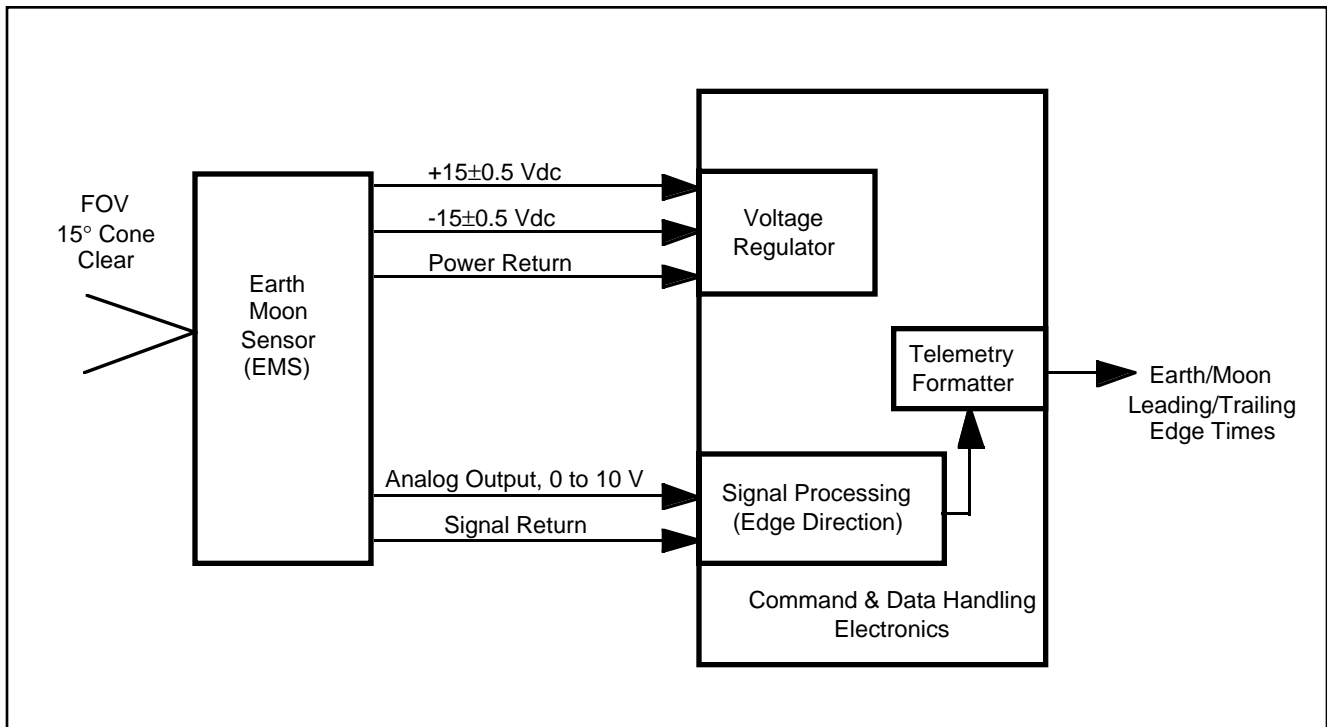 FOV
15° Cone
Clear
Earth
Moon
Sensor
(EMS)
+15±0.5 Vdc
-15±0.5 Vdc
Power Return
Analog Output, 0 to 10 V
Signal Return
Voltage
Regulator
Telemetry
Formatter
Signal Processing
(Edge Direction)
Command & Data Handling
Electronics
Earth/Moon
Leading/Trailing
Edge Times